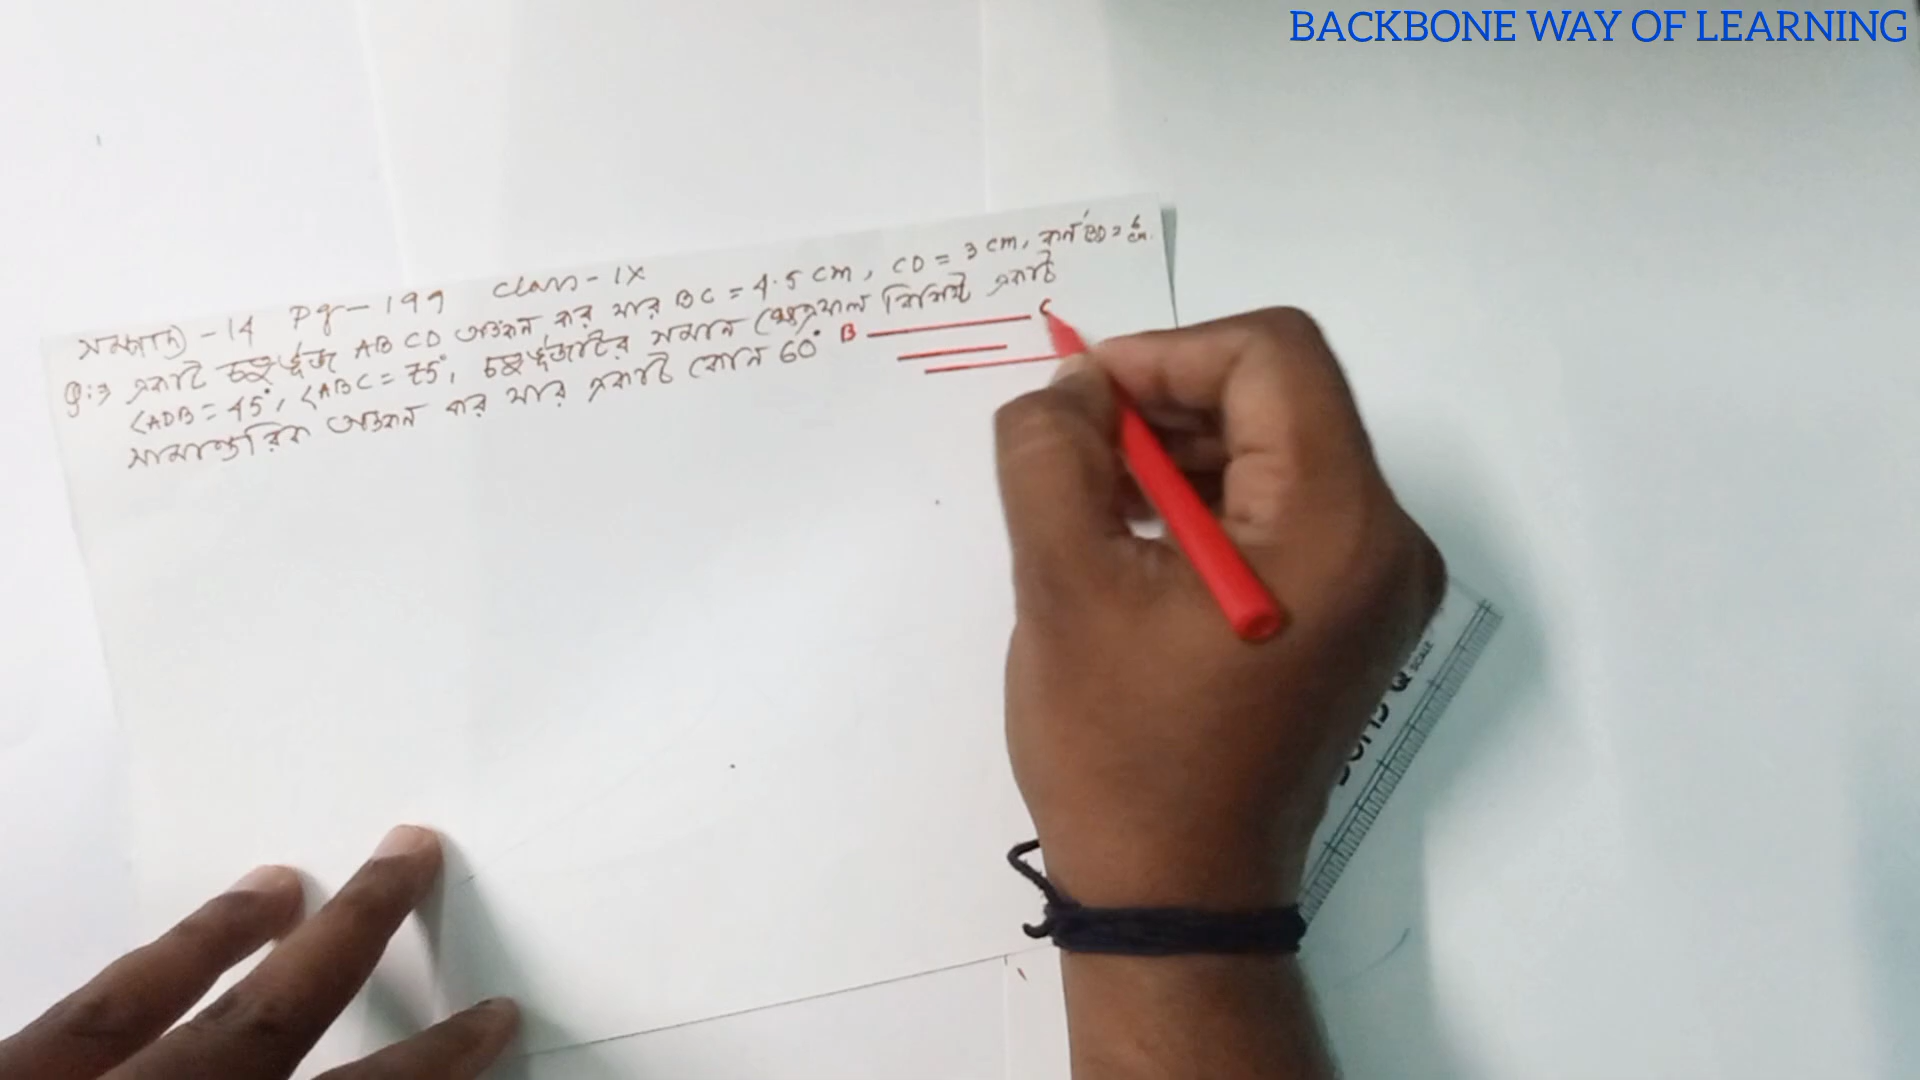 BACKBONE WAY OF LEARNING
সম্পাদ্য - 14 Pg - 199 Class - IX
Q:3 একটি চতুর্ভুজ ABCD অঙ্কন কর যার BC = 4.5 cm, CD = 3 cm, কর্ণ BD = 6 cm.
∠ADB = 45°, ∠ABC = 75°, চতুর্ভুজটির সমান ক্ষেত্রফল বিশিষ্ট একটি
সামান্তরিক অঙ্কন কর যার একটি কোন 60°
B C
SCALE